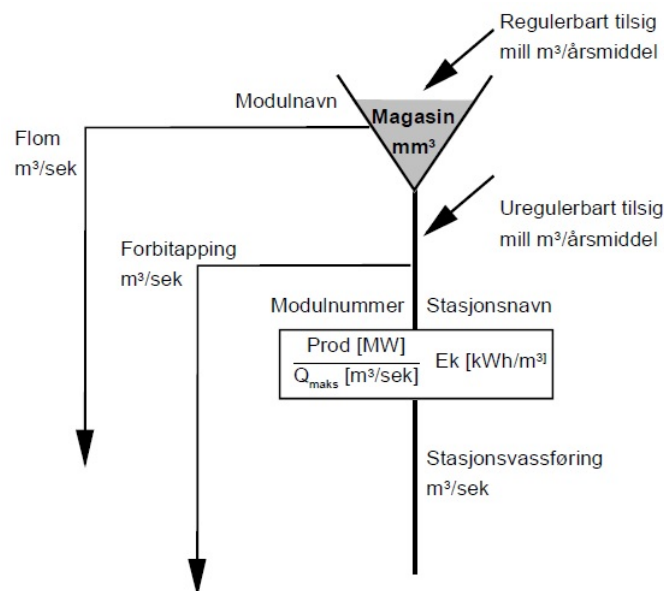 Regulerbart tilsig
mill m³/årsmiddel
Modulnavn
Magasin
mm³
Flom
m³/sek
Uregulerbart tilsig
mill m³/årsmiddel
Forbitapping
m³/sek
Modulnummer
Stasjonsnavn
Prod [MW]
Qmaks [m³/sek]
Ek [kWh/m³]
Stasjonsvassføring
m³/sek